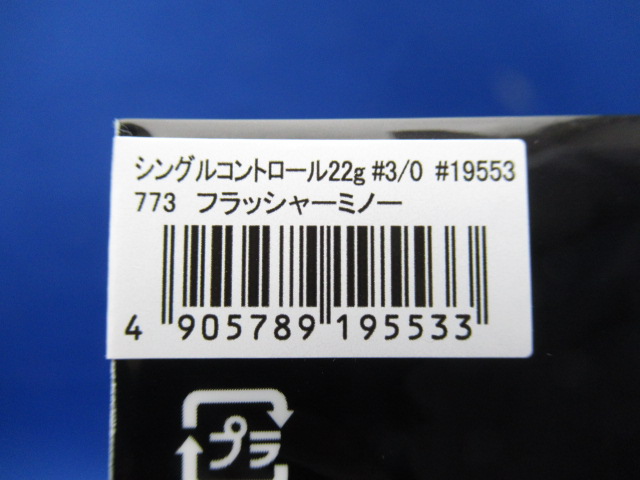 シングルコントロール22g #3/0 #19553
773 フラッシャーミノー
4 905789 195533
プラ